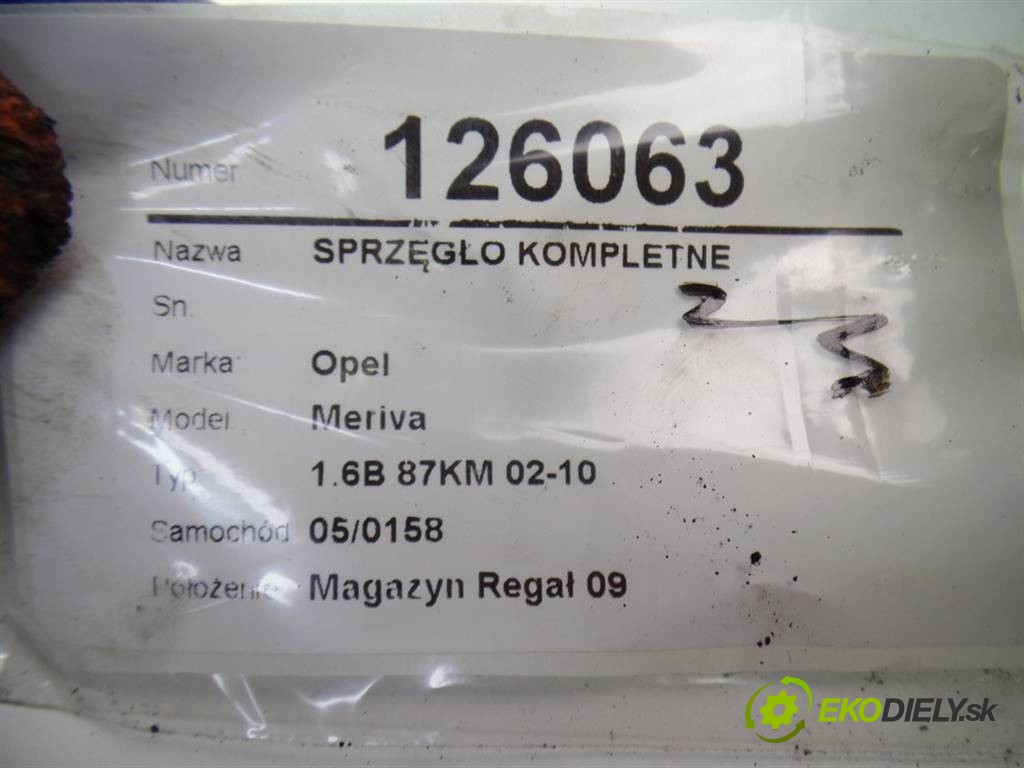 Numer 126063
Nazwa SPRZĘGŁO KOMPLETNE
Sn.
Marka Opel
Model Meriva
Typ 1.6B 87KM 02-10
Samochód 05/0158
Położenie Magazyn Regał 09
EKODIELY.sk